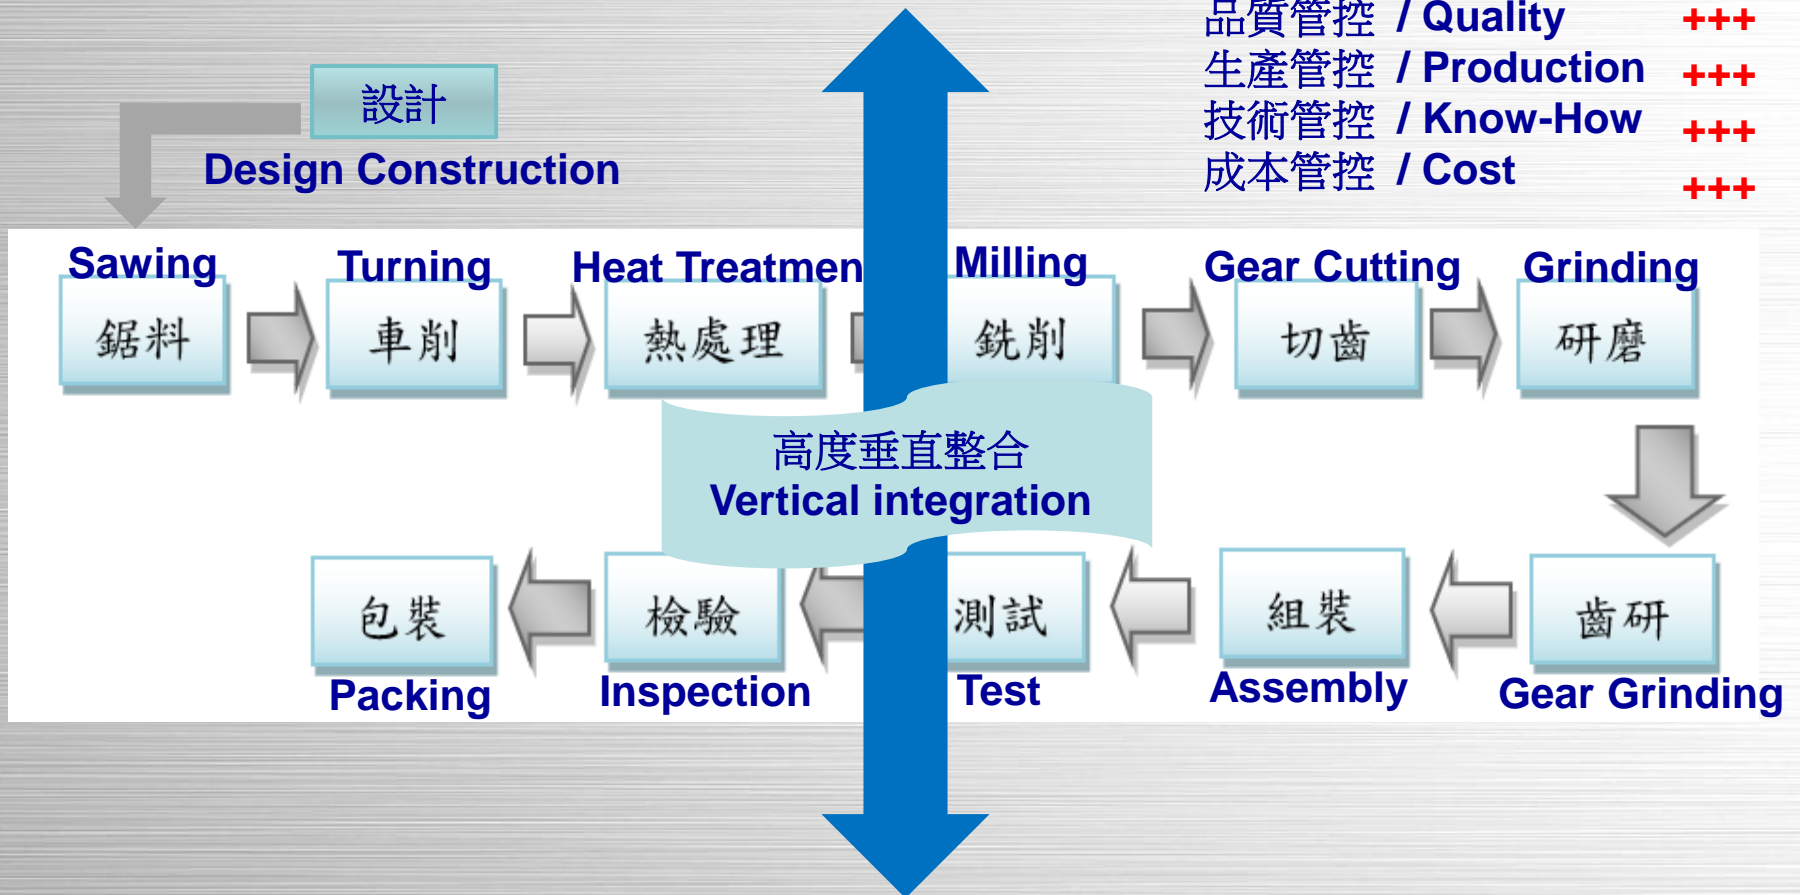 品質管控 / Quality +++
生產管控 / Production +++
技術管控 / Know-How +++
成本管控 / Cost +++
設計
Design Construction
Sawing
鋸料
Turning
車削
Heat Treatmen
熱處理
Milling
銑削
Gear Cutting
切齒
Grinding
研磨
高度垂直整合
Vertical integration
齒研
Gear Grinding
組裝
Assembly
測試
Test
檢驗
Inspection
包裝
Packing